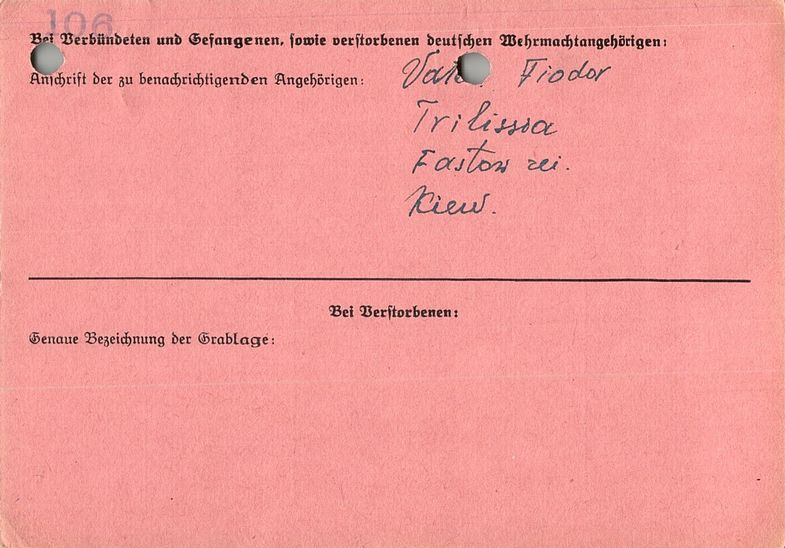 106
Bei Verbündeten und Gefangenen, sowie verstorbenen deutschen Wehrmachtangehörigen:
Anschrift der zu benachrichtigenden Angehörigen: Fiodor
Trilissia
Fastow rei.
Kiew.
Bei Verstorbenen:
Genaue Bezeichnung der Grablage: